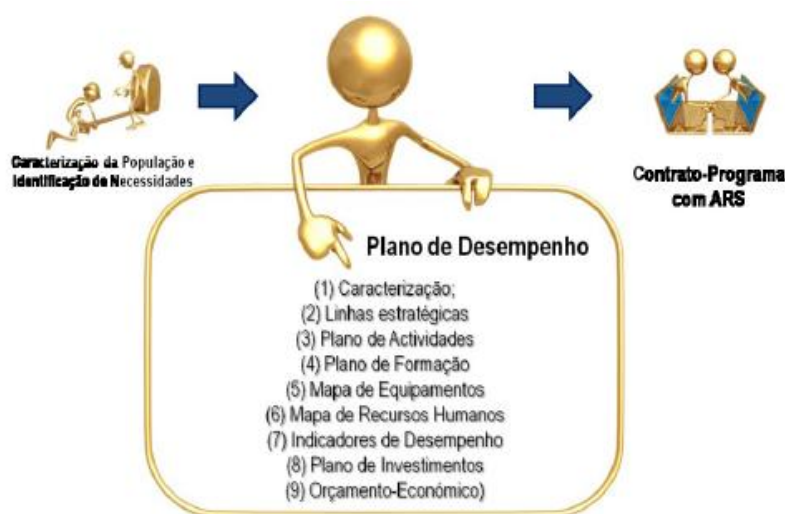 Caracterização da População e
Identificação de Necessidades
Contrato-Programa
com ARS
Plano de Desempenho
(1) Caracterização;
(2) Linhas estratégicas
(3) Plano de Actividades
(4) Plano de Formação
(5) Mapa de Equipamentos
(6) Mapa de Recursos Humanos
(7) Indicadores de Desempenho
(8) Plano de Investimentos
(9) Orçamento-Económico)